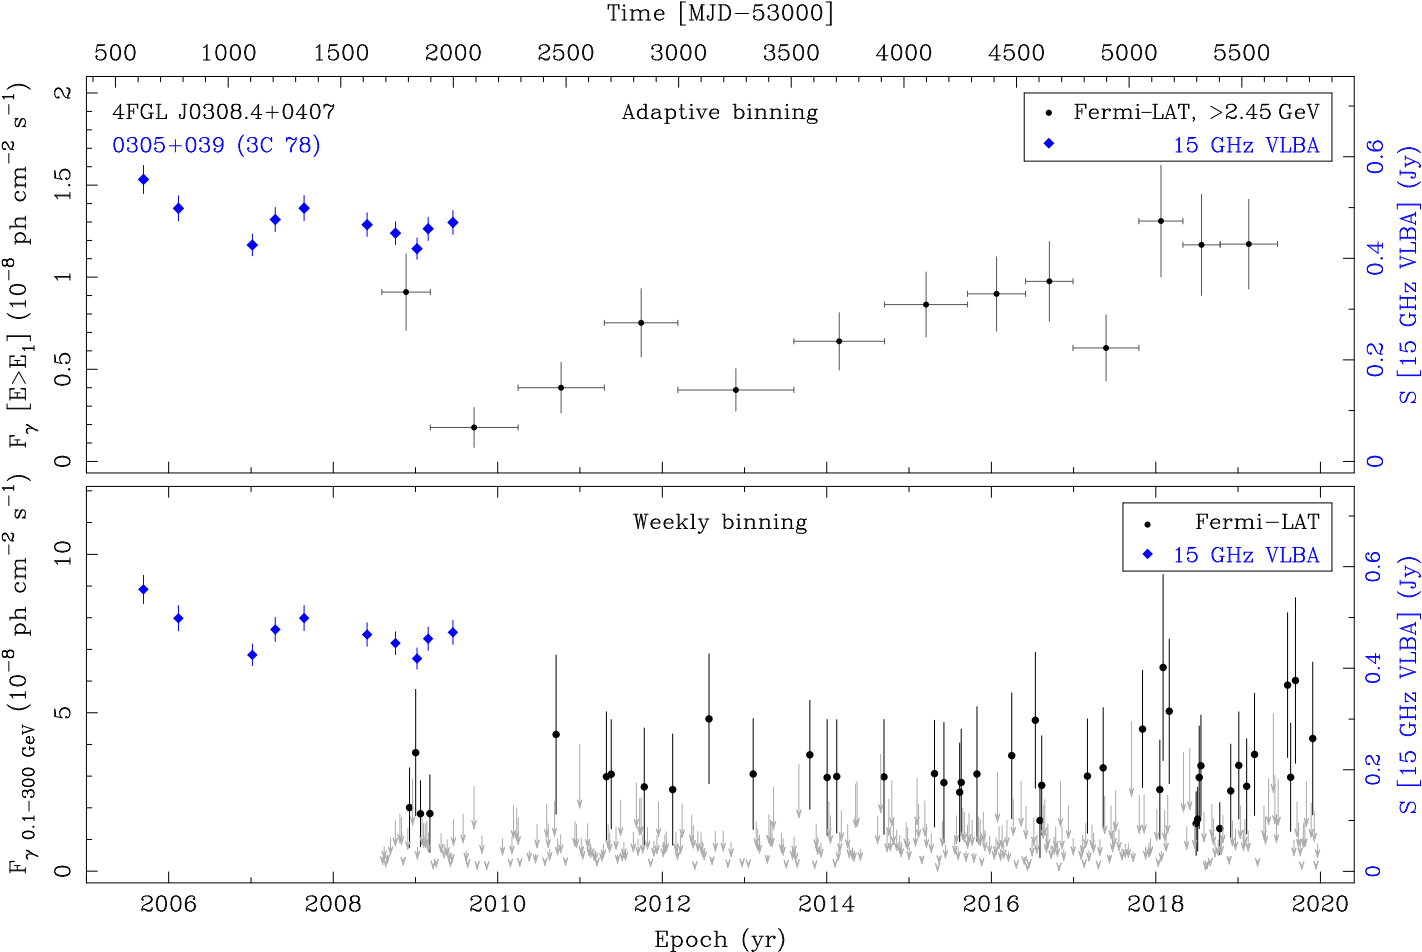 Time [MJD−53000]
500 1000 1500 2000 2500 3000 3500 4000 4500 5000 5500
4FGL J0308.4+0407
0305+039 (3C 78)
Adaptive binning
Fermi−LAT, >2.45 GeV
15 GHz VLBA
Fγ [E>E1] (10−8 ph cm−2 s−1)
0 0.5 1 1.5 2
S [15 GHz VLBA] (Jy)
0 0.2 0.4 0.6
Weekly binning
Fermi−LAT
15 GHz VLBA
Fγ 0.1−300 GeV (10−8 ph cm−2 s−1)
0 5 10
S [15 GHz VLBA] (Jy)
0 0.2 0.4 0.6
2006 2008 2010 2012 2014 2016 2018 2020
Epoch (yr)